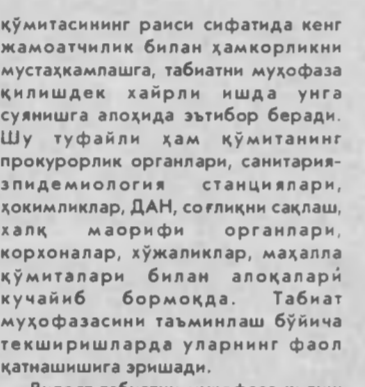 қўмитасининг раиси сифатида кенг
жамоатчилик билан ҳамкорликни
мустаҳкамлашга, табиатни муҳофаза
қилишдек хайрли ишда унга
суянишга алоҳида эътибор беради.
Шу туфайли ҳам қўмитанинг
прокурорлик органлари, санитария-
эпидемиология станциялари,
ҳокимликлар, ДАН, соғлиқни сақлаш,
халқ маорифи органлари,
корхоналар, хўжаликлар, маҳалла
қўмиталари билан алоқалари
кучайиб бормоқда. Табиат
муҳофазасини таъминлаш бўйича
текширишларда уларнинг фаол
қатнашишига эришади.